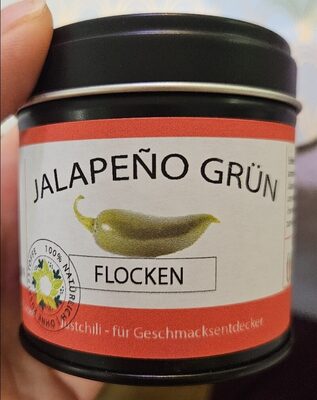 JALAPEÑO GRÜN
FLOCKEN
100% NATÜRLICH
- für Geschmacksentdecker